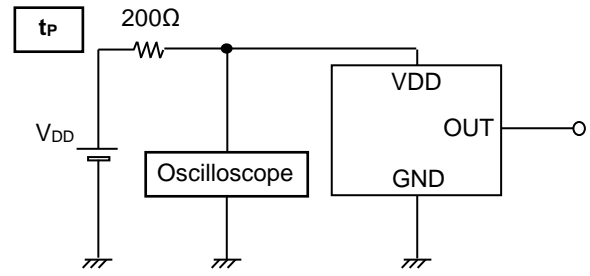 tP
200Ω
VDD
Oscilloscope
VDD
OUT
GND